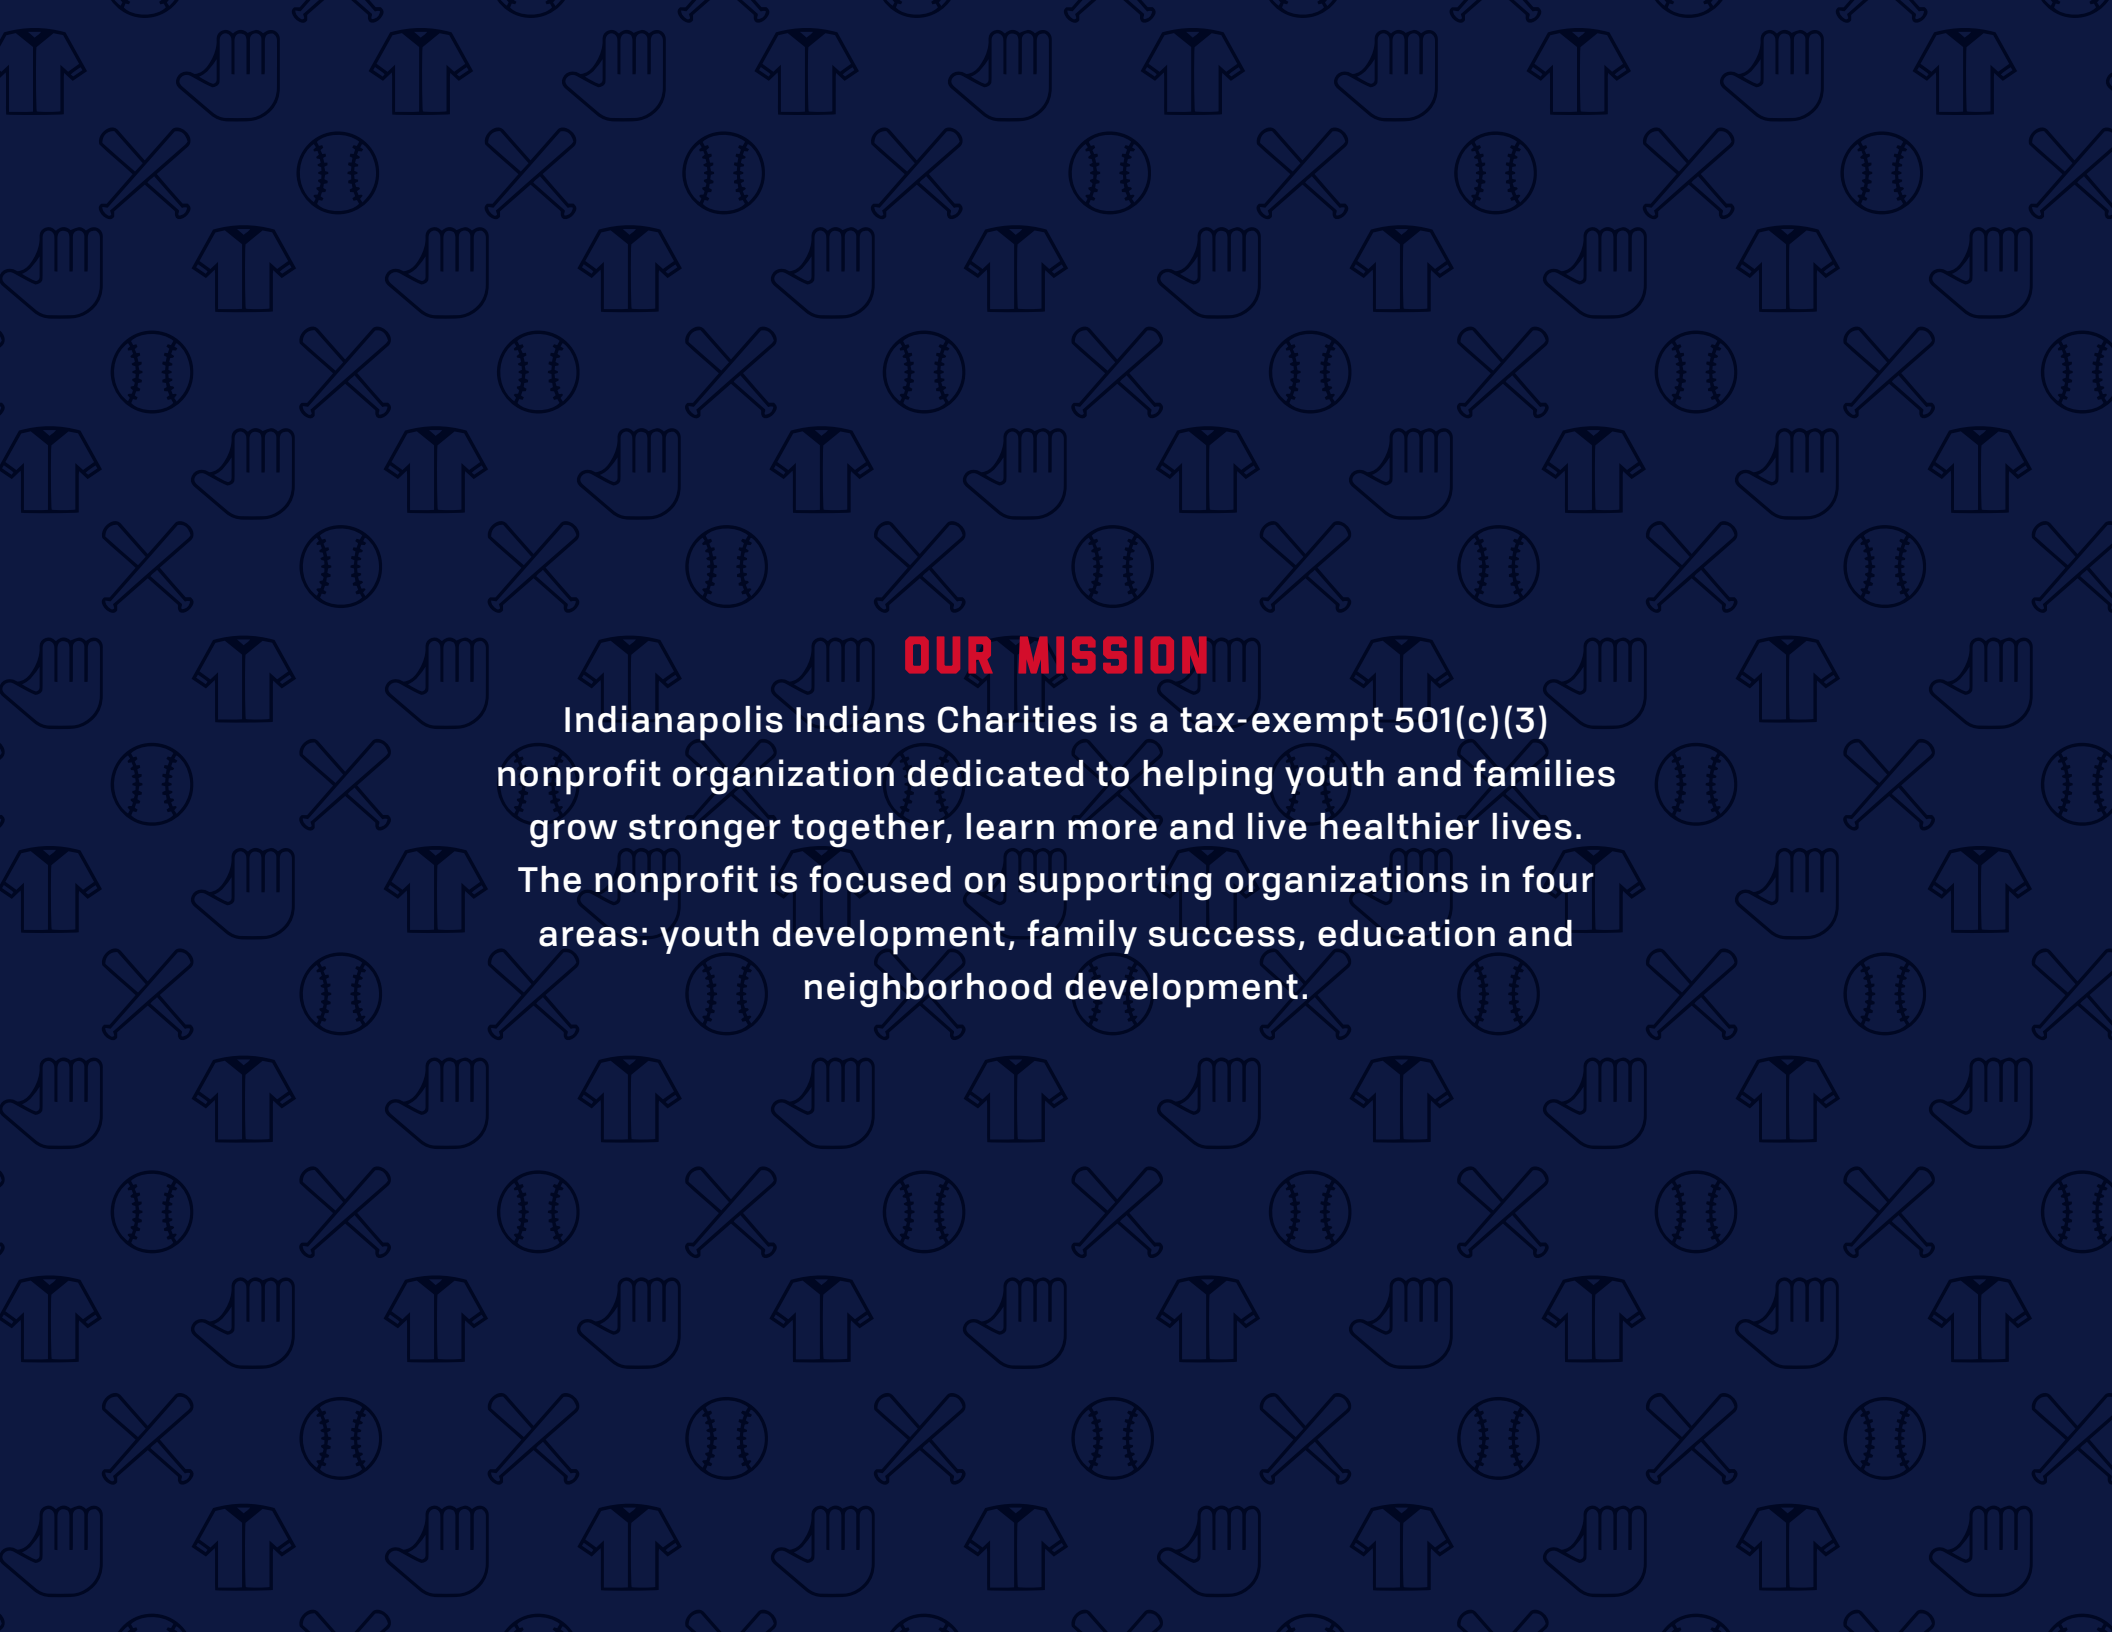 OUR MISSION
Indianapolis Indians Charities is a tax-exempt 501(c)(3)
nonprofit organization dedicated to helping youth and families
grow stronger together, learn more and live healthier lives.
The nonprofit is focused on supporting organizations in four
areas: youth development, family success, education and
neighborhood development.